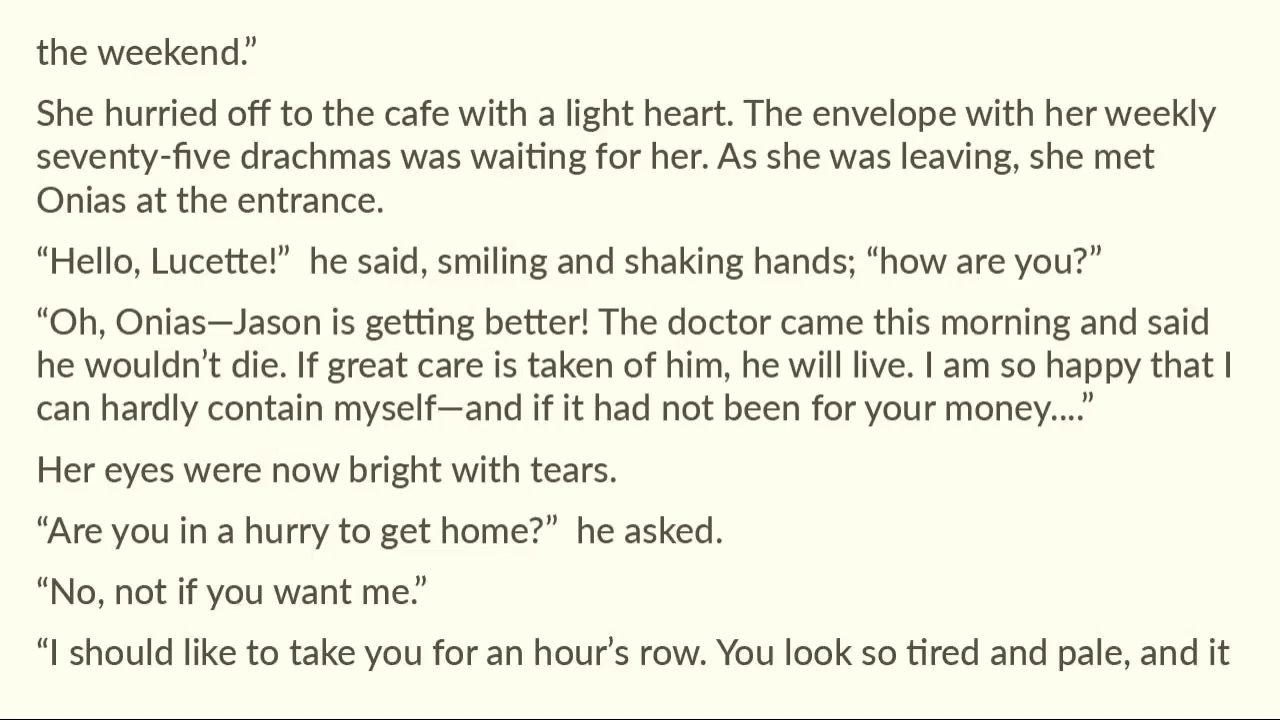 the weekend.”
She hurried off to the cafe with a light heart. The envelope with her weekly
seventy-five drachmas was waiting for her. As she was leaving, she met
Onias at the entrance.
“Hello, Lucette!”  he said, smiling and shaking hands; “how are you?”
“Oh, Onias—Jason is getting better! The doctor came this morning and said
he wouldn’t die. If great care is taken of him, he will live. I am so happy that I
can hardly contain myself—and if it had not been for your money....”
Her eyes were now bright with tears.
“Are you in a hurry to get home?”  he asked.
“No, not if you want me.”
“I should like to take you for an hour’s row. You look so tired and pale, and it